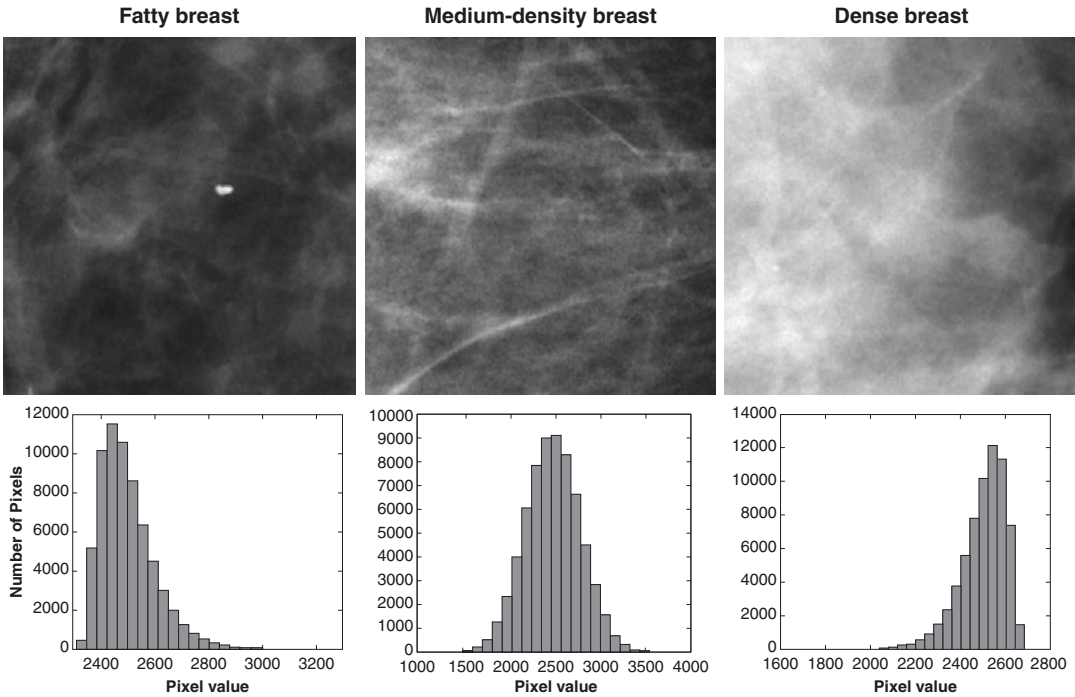 Fatty breast
Medium-density breast
Dense breast
12000
10000
8000
6000
4000
2000
0
Number of Pixels
2400 2600 2800 3000 3200
Pixel value
10000
9000
8000
7000
6000
5000
4000
3000
2000
1000
0
1000 1500 2000 2500 3000 3500 4000
Pixel value
14000
12000
10000
8000
6000
4000
2000
0
1600 1800 2000 2200 2400 2600 2800
Pixel value